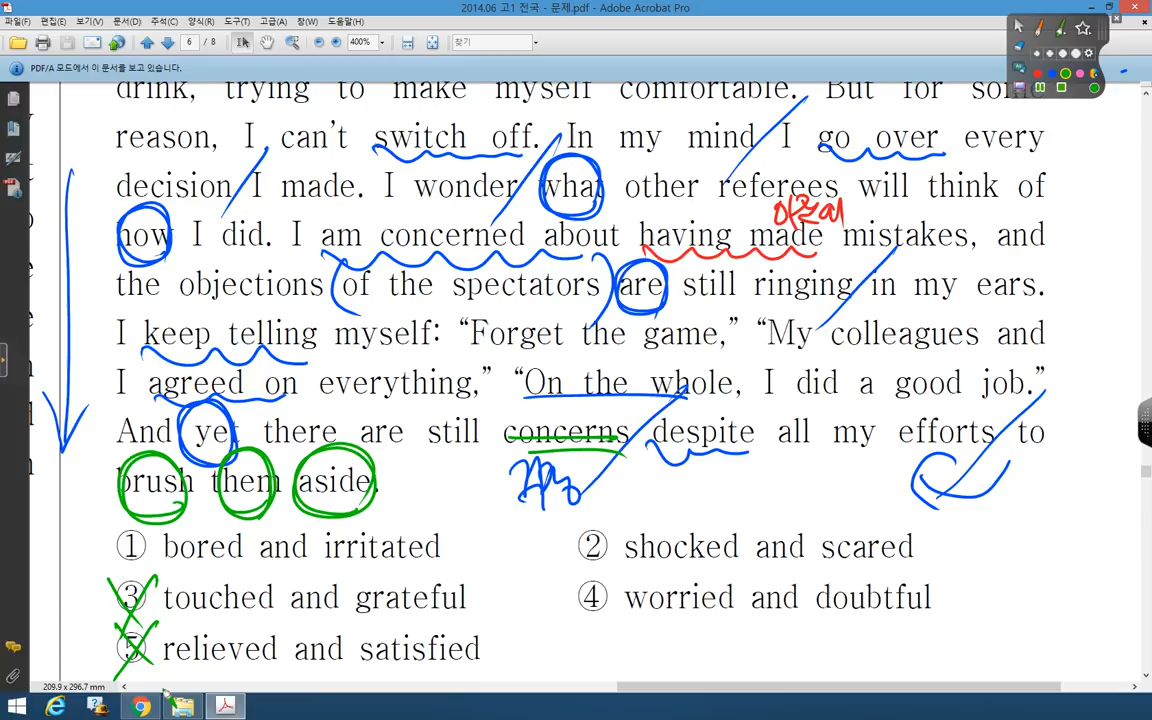 2014.06 고1 전국 - 문제.pdf - Adobe Acrobat Pro
파일(F) 편집(E) 보기(V) 문서(D) 주석(C) 양식(R) 도구(T) 고급(A) 창(W) 도움말(H)
6 / 8 400% 찾기
PDF/A 모드에서 이 문서를 보고 있습니다.
drink, trying to make myself comfortable. But for some
reason, I can't switch off. In my mind I go over every
decision I made. I wonder what other referees will think of
how I did. I am concerned about having made mistakes, and
the objections of the spectators are still ringing in my ears.
I keep telling myself: “Forget the game,” “My colleagues and
I agreed on everything,” “On the whole, I did a good job.”
And yet there are still concerns despite all my efforts to
brush them aside.
① bored and irritated ② shocked and scared
③ touched and grateful ④ worried and doubtful
⑤ relieved and satisfied
209.9 x 296.7 mm